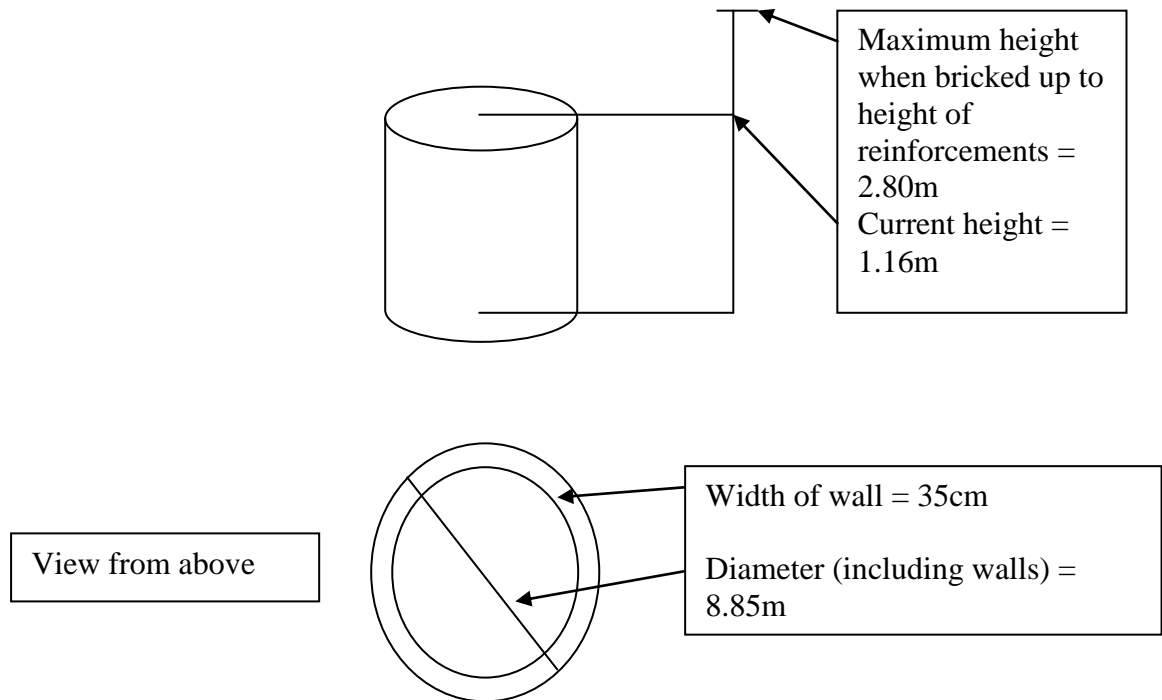 Maximum height
when bricked up to
height of
reinforcements =
2.80m
Current height =
1.16m
Width of wall = 35cm
Diameter (including walls) =
8.85m
View from above